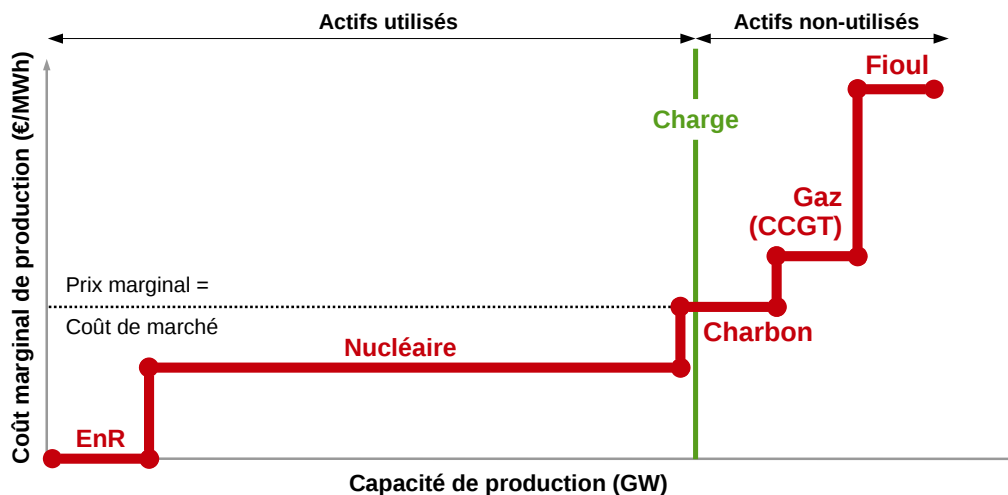 Actifs utilisés
Actifs non-utilisés
Coût marginal de production (€/MWh)
Fioul
Charge
Gaz
(CCGT)
Prix marginal =
Coût de marché
Charbon
Nucléaire
EnR
Capacité de production (GW)